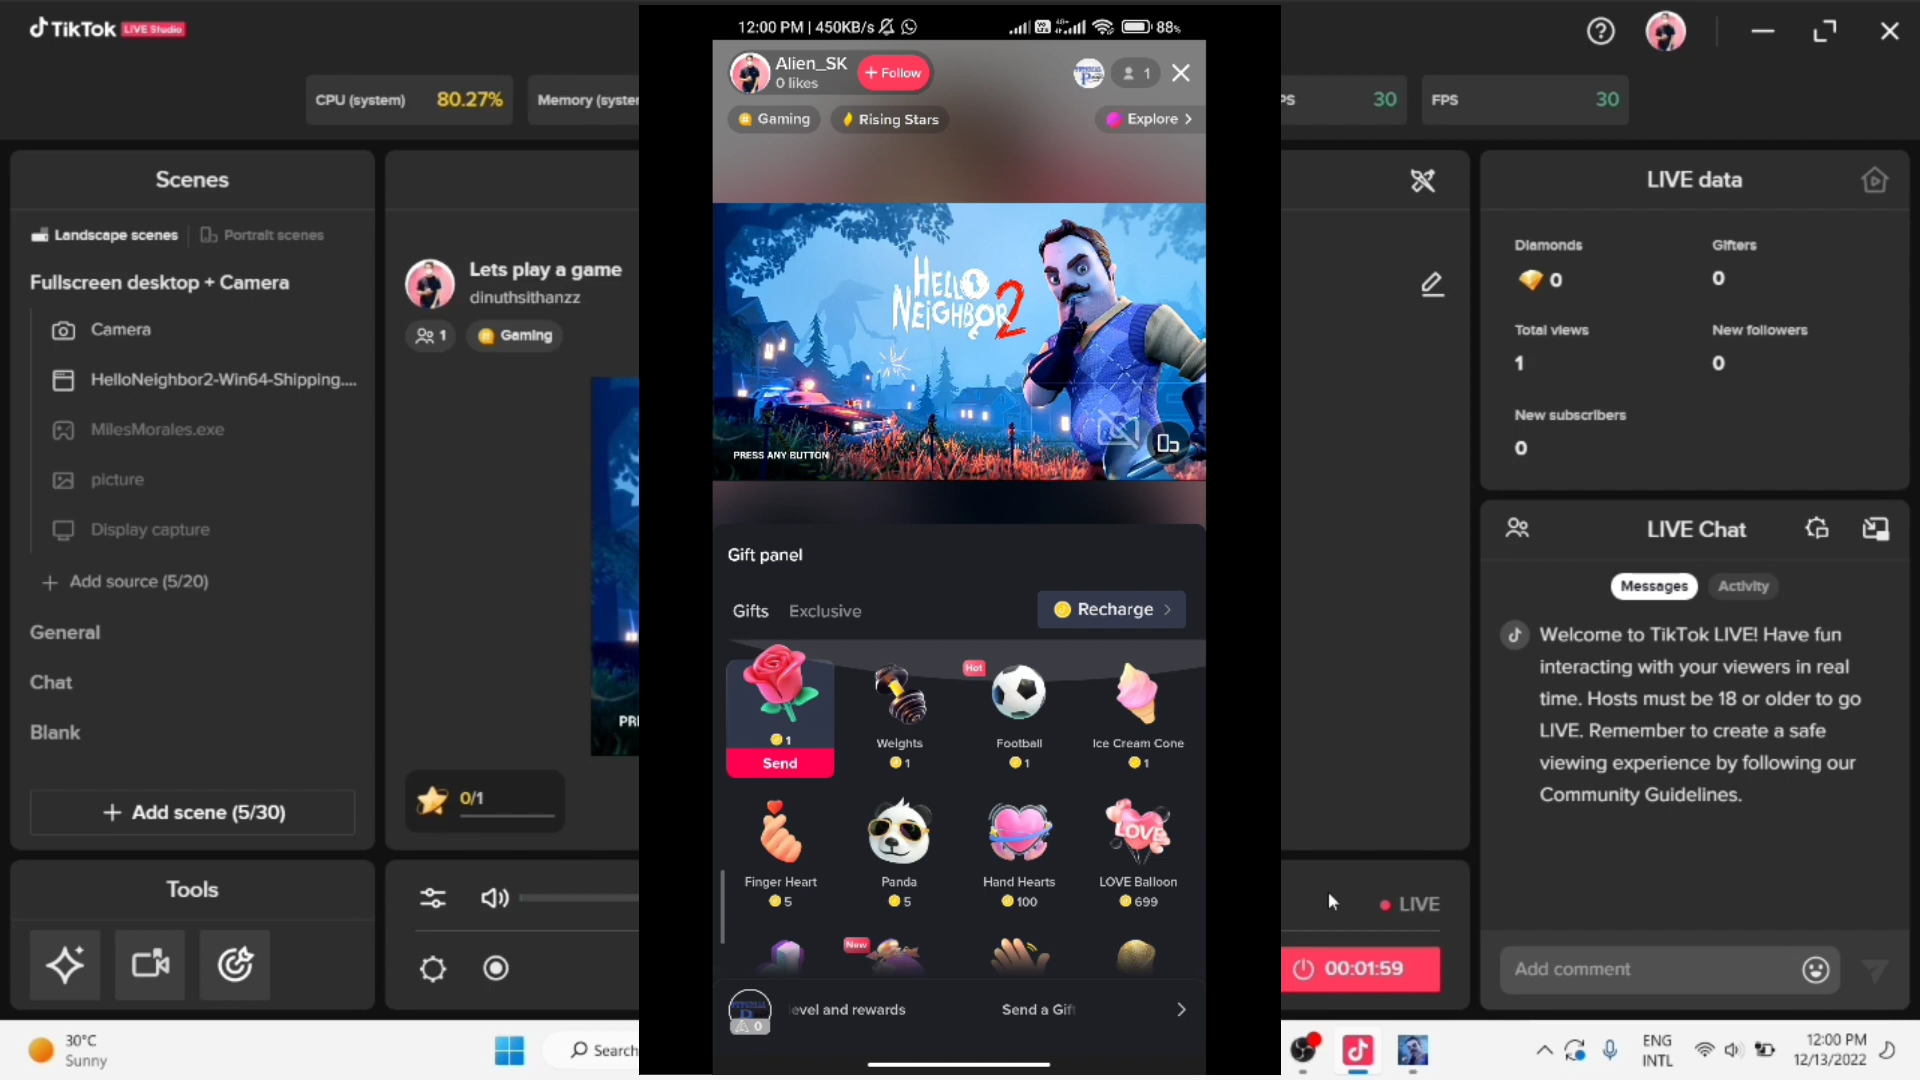 TikTok LIVE Studio
CPU (system) 80.27%
Memory (syster
PS 30
FPS 30
Scenes
Landscape scenes
Portrait scenes
Fullscreen desktop + Camera
Camera
HelloNeighbor2-Win64-Shipping....
MilesMorales.exe
picture
Display capture
+ Add source (5/20)
General
Chat
Blank
+ Add scene (5/30)
Tools
Lets play a game
dinuthsithanzz
1
Gaming
PRI
0/1
12:00 PM | 450KB/s
88%
Alien_SK
0 likes
+ Follow
1
Gaming
Rising Stars
Explore >
HELLO
NEIGHBOR 2
PRESS ANY BUTTON
Gift panel
Gifts
Exclusive
Recharge >
1
Send
Weights
1
Hot
Football
1
Ice Cream Cone
1
Finger Heart
5
Panda
5
Hand Hearts
100
LOVE
LOVE Balloon
699
New
0
evel and rewards
Send a Gif
LIVE
00:01:59
LIVE data
Diamonds
0
Gifters
0
Total views
1
New followers
0
New subscribers
0
LIVE Chat
Messages
Activity
Welcome to TikTok LIVE! Have fun
interacting with your viewers in real
time. Hosts must be 18 or older to go
LIVE. Remember to create a safe
viewing experience by following our
Community Guidelines.
Add comment
30°C
Sunny
Search
ENG
INTL
12:00 PM
12/13/2022